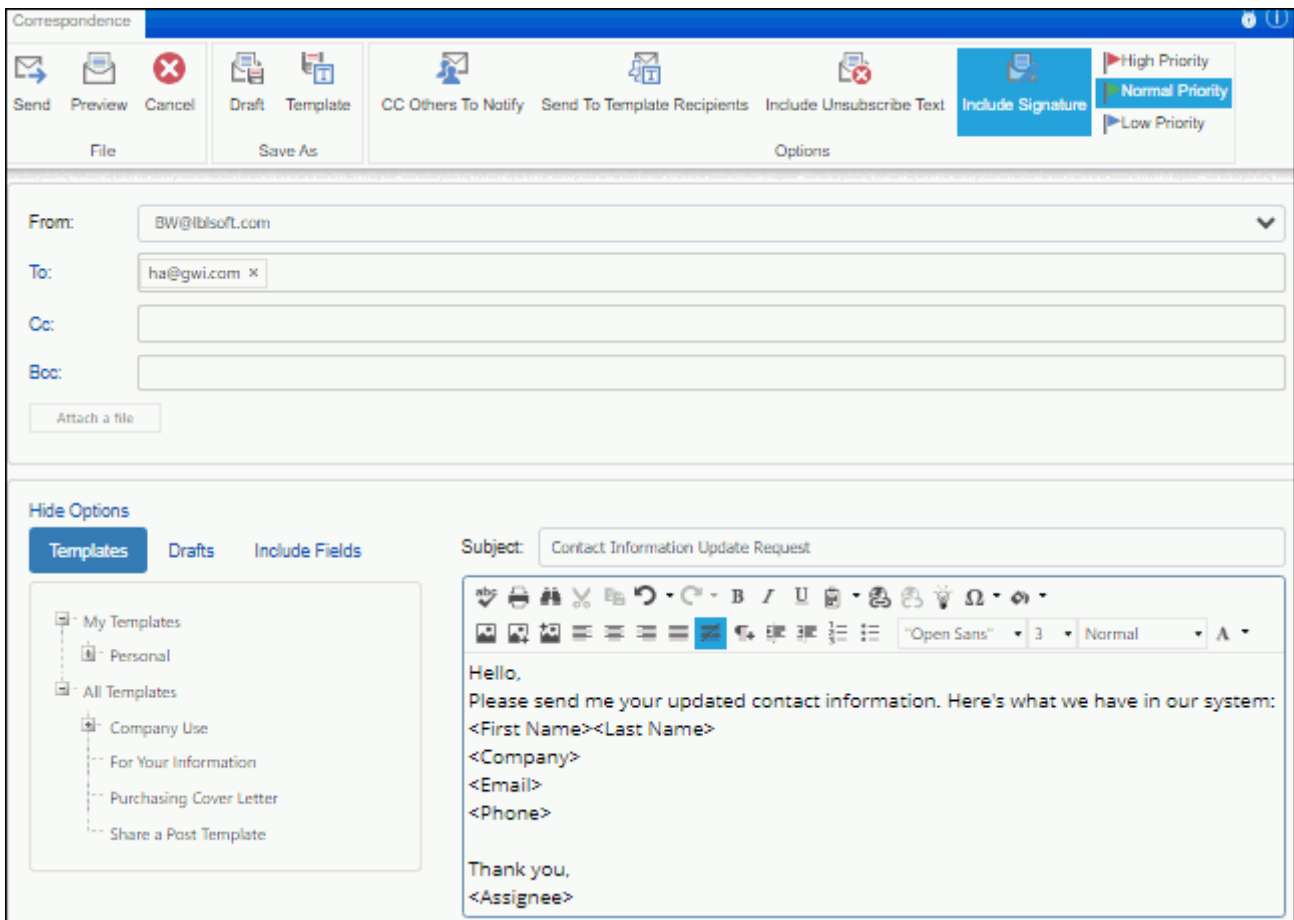 Correspondence
Send Preview Cancel Draft Template CC Others To Notify Send To Template Recipients Include Unsubscribe Text Include Signature
High Priority
Normal Priority
Low Priority
File Save As Options
From: BW@lblsoft.com
To: ha@gwi.com ×
Cc:
Bcc:
Attach a file
Hide Options
Templates Drafts Include Fields
My Templates
Personal
All Templates
Company Use
For Your Information
Purchasing Cover Letter
Share a Post Template
Subject: Contact Information Update Request
abc B I U Ω
"Open Sans" 3 Normal A
Hello,
Please send me your updated contact information. Here's what we have in our system:
<First Name><Last Name>
<Company>
<Email>
<Phone>
Thank you,
<Assignee>